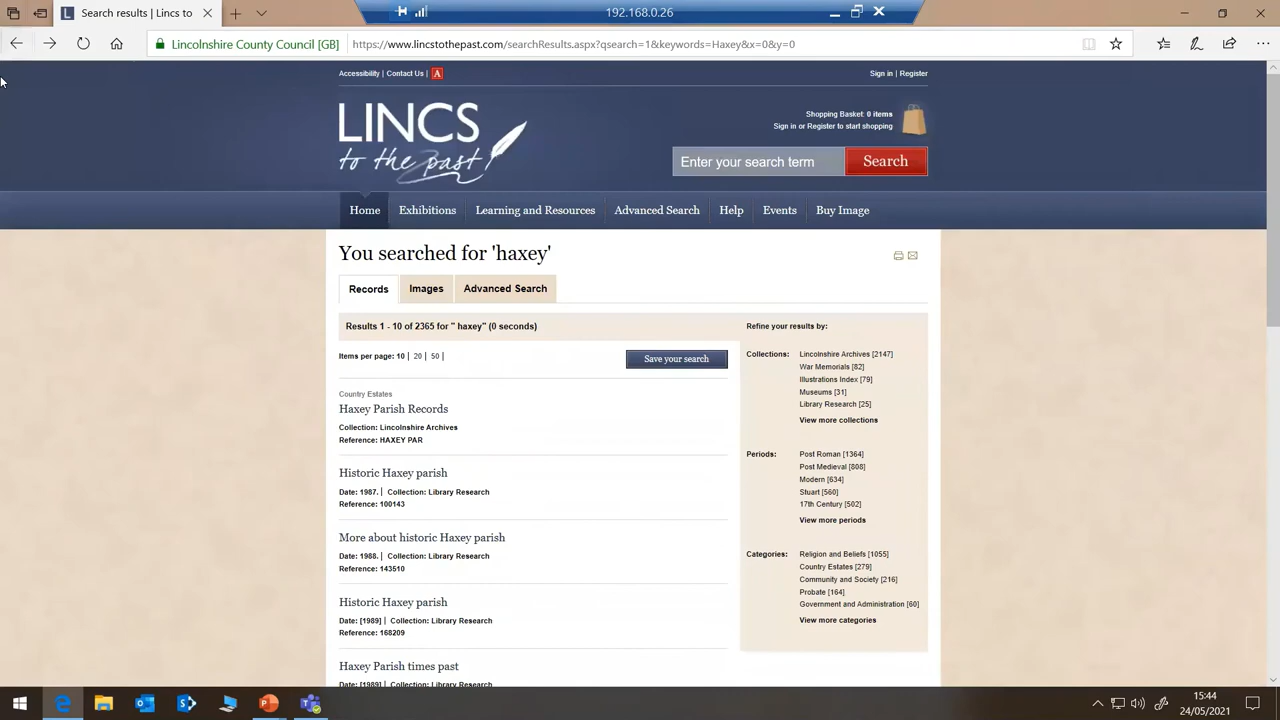 192.168.0.26
Search results | Lincs to
Lincolnshire County Council [GB]
https://www.lincstothepast.com/searchResults.aspx?qsearch=1&keywords=Haxey&x=0&y=0
Accessibility | Contact Us | A
Sign in | Register
LINCS
to the past
Shopping Basket: 0 items
Sign in or Register to start shopping
Enter your search term
Search
Home
Exhibitions
Learning and Resources
Advanced Search
Help
Events
Buy Image
You searched for 'haxey'
Records
Images
Advanced Search
Results 1 - 10 of 2365 for " haxey" (0 seconds)
Items per page: 10 | 20 | 50 |
Save your search
Country Estates
Haxey Parish Records
Collection: Lincolnshire Archives
Reference: HAXEY PAR
Historic Haxey parish
Date: 1987. | Collection: Library Research
Reference: 100143
More about historic Haxey parish
Date: 1988. | Collection: Library Research
Reference: 143510
Historic Haxey parish
Date: [1989] | Collection: Library Research
Reference: 168209
Haxey Parish times past
Date: [1989] | Collection: Library Research
Refine your results by:
Collections: Lincolnshire Archives [2147]
War Memorials [82]
Illustrations Index [79]
Museums [31]
Library Research [25]
View more collections
Periods: Post Roman [1364]
Post Medieval [808]
Modern [634]
Stuart [560]
17th Century [502]
View more periods
Categories: Religion and Beliefs [1055]
Country Estates [279]
Community and Society [216]
Probate [164]
Government and Administration [60]
View more categories
15:44
24/05/2021